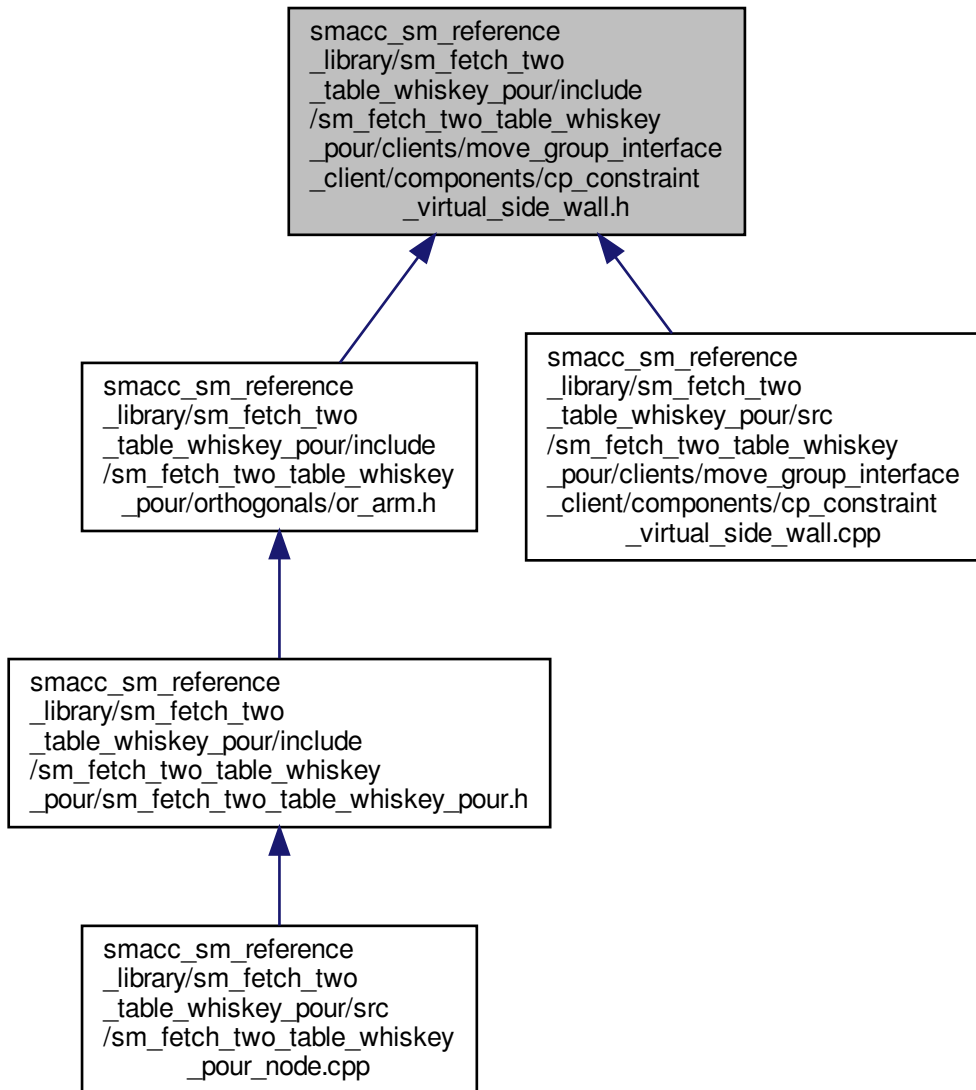 smacc_sm_reference
_library/sm_fetch_two
_table_whiskey_pour/include
/sm_fetch_two_table_whiskey
_pour/clients/move_group_interface
_client/components/cp_constraint
_virtual_side_wall.h
smacc_sm_reference
_library/sm_fetch_two
_table_whiskey_pour/include
/sm_fetch_two_table_whiskey
_pour/orthogonals/or_arm.h
smacc_sm_reference
_library/sm_fetch_two
_table_whiskey_pour/src
/sm_fetch_two_table_whiskey
_pour/clients/move_group_interface
_client/components/cp_constraint
_virtual_side_wall.cpp
smacc_sm_reference
_library/sm_fetch_two
_table_whiskey_pour/include
/sm_fetch_two_table_whiskey
_pour/sm_fetch_two_table_whiskey_pour.h
smacc_sm_reference
_library/sm_fetch_two
_table_whiskey_pour/src
/sm_fetch_two_table_whiskey
_pour_node.cpp